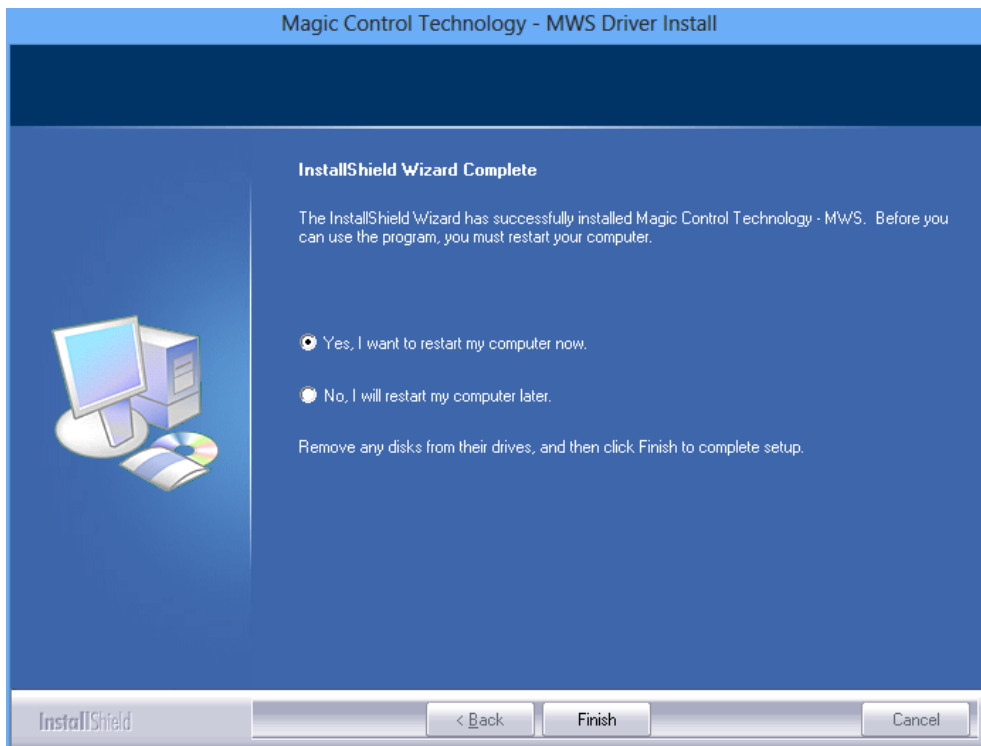 Magic Control Technology - MWS Driver Install
InstallShield Wizard Complete
The InstallShield Wizard has successfully installed Magic Control Technology - MWS. Before you
can use the program, you must restart your computer.
Yes, I want to restart my computer now.
No, I will restart my computer later.
Remove any disks from their drives, and then click Finish to complete setup.
InstallShield
< Back
Finish
Cancel